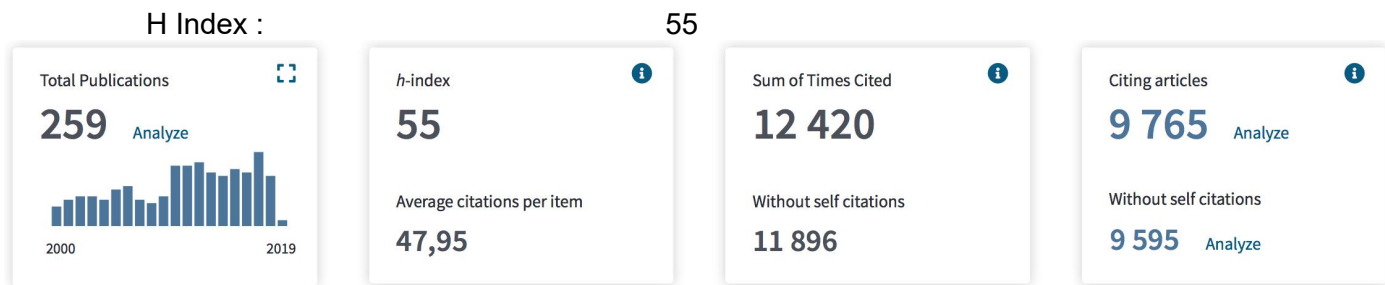 H Index : 55
Total Publications
259 Analyze
2000 2019
h-index
55
Average citations per item
47,95
Sum of Times Cited
12 420
Without self citations
11 896
Citing articles
9 765 Analyze
Without self citations
9 595 Analyze